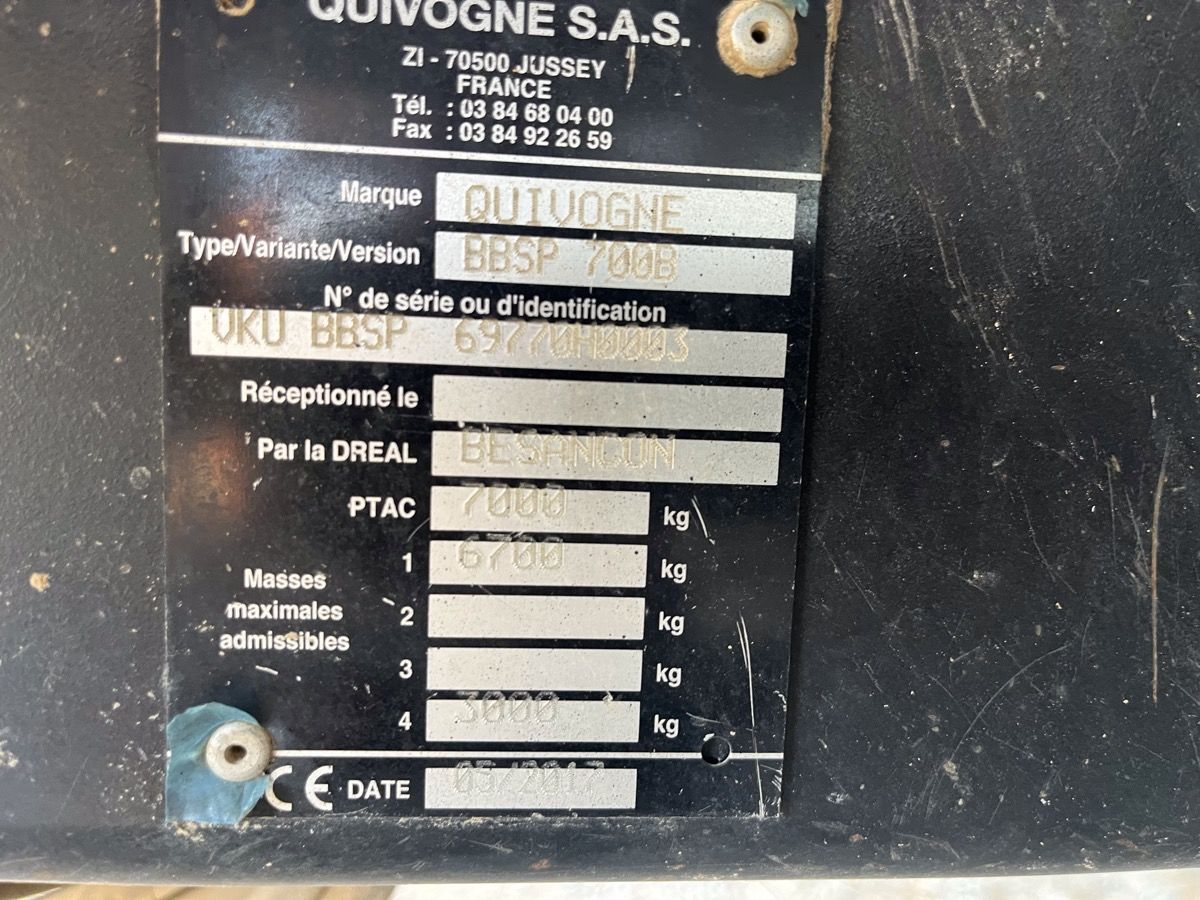 QUIVOGNE S.A.S.
ZI - 70500 JUSSEY
FRANCE
Tél. : 03 84 68 04 00
Fax : 03 84 92 26 59
Marque QUIVOGNE
Type/Variante/Version BBSP 700B
N° de série ou d'identification
VKU BBSP 69770H0003
Réceptionné le
Par la DREAL BESANCON
PTAC 7000 kg
Masses maximales admissibles
1 6700 kg
2 kg
3 kg
4 3000 kg
CE DATE 05/2017